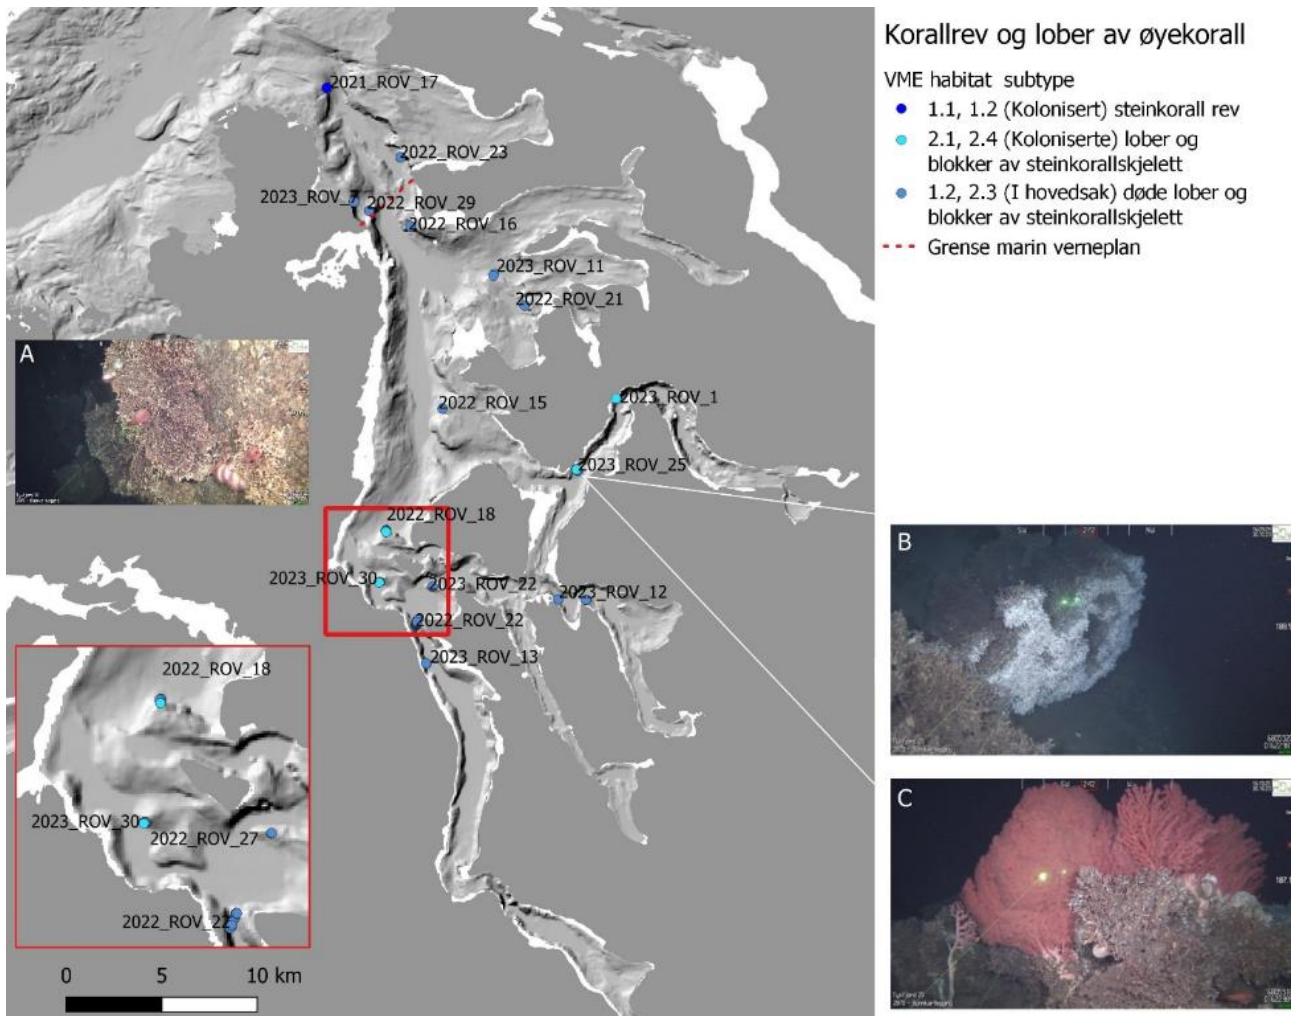 Korallrev og lober av øyekorall
VME habitat subtype
1.1, 1.2 (Kolonisert) steinkorall rev
2.1, 2.4 (Koloniserte) lober og
blokker av steinkorallskjelett
1.2, 2.3 (I hovedsak) døde lober og
blokker av steinkorallskjelett
Grense marin verneplan
2021_ROV_17
2022_ROV_23
2023_ROV_
2022_ROV_29
2022_ROV_16
2023_ROV_11
2022_ROV_21
A
2022_ROV_15
2023_ROV_1
2023_ROV_25
2022_ROV_18
2023_ROV_30
2023_ROV_22
2023_ROV_12
2022_ROV_22
2023_ROV_13
2022_ROV_18
2023_ROV_30
2022_ROV_27
2022_ROV_22
0 5 10 km
B
C